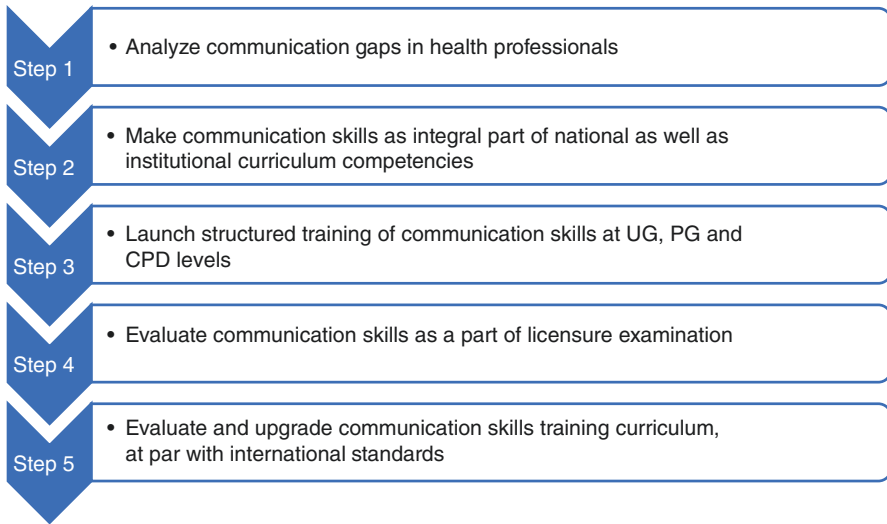 Step 1
• Analyze communication gaps in health professionals
Step 2
• Make communication skills as integral part of national as well as
institutional curriculum competencies
Step 3
• Launch structured training of communication skills at UG, PG and
CPD levels
Step 4
• Evaluate communication skills as a part of licensure examination
Step 5
• Evaluate and upgrade communication skills training curriculum,
at par with international standards